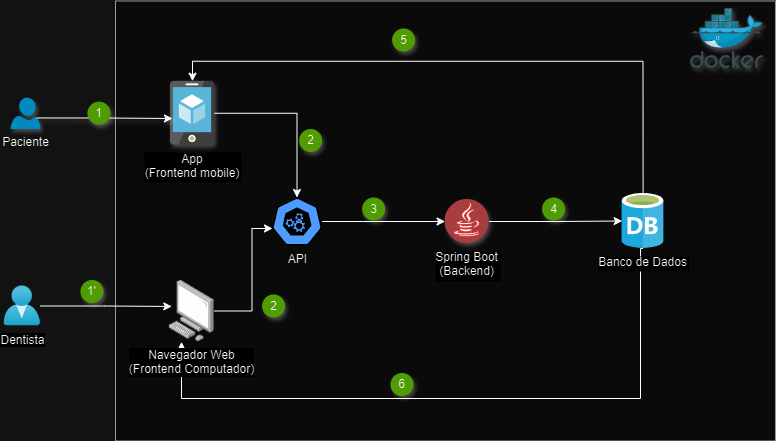 5
docker
1
2
Paciente
App
(Frontend mobile)
3
4
DB
API
Spring Boot
(Backend)
Banco de Dados
1'
2
Dentista
Navegador Web
(Frontend Computador)
6